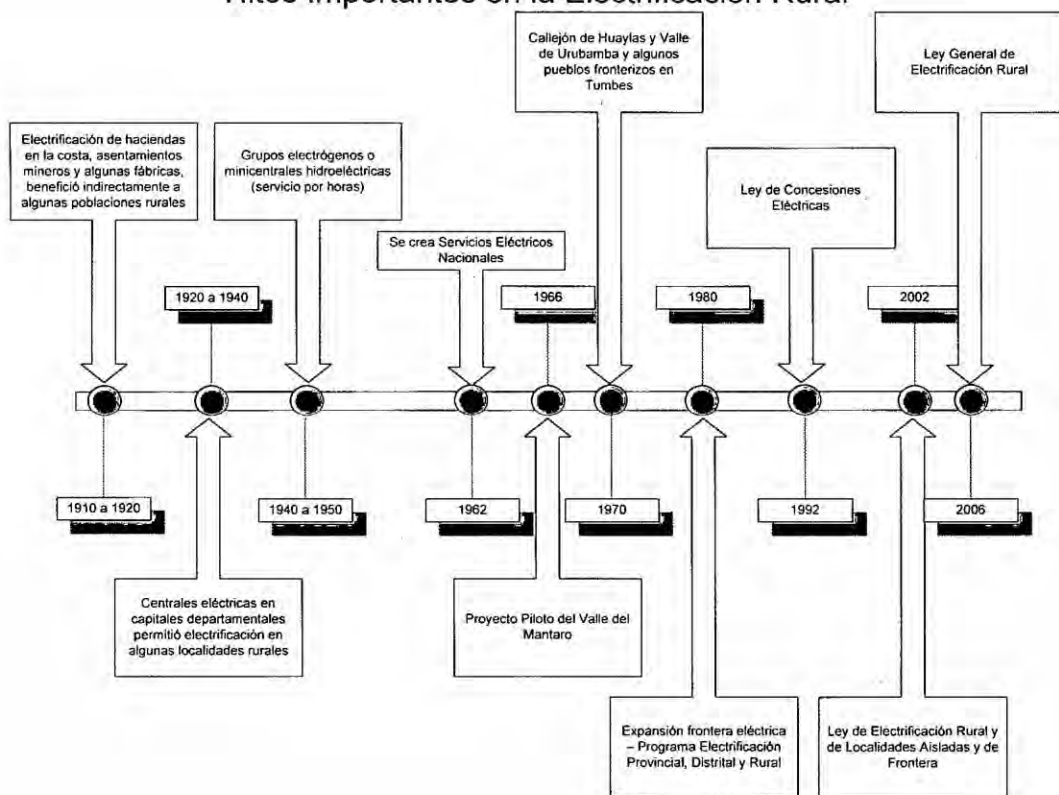 Hitos Importantes en la Electrificación Rural
Callejón de Huaylas y Valle
de Urubamba y algunos
pueblos fronterizos en
Tumbes
Ley General de
Electrificación Rural
Electrificación de haciendas
en la costa, asentamientos
mineros y algunas fábricas,
benefició indirectamente a
algunas poblaciones rurales
Grupos electrógenos o
minicentrales hidroeléctricas
(servicio por horas)
Ley de Concesiones
Eléctricas
Se crea Servicios Eléctricos
Nacionales
1920 a 1940
1966
1980
2002
1910 a 1920
1940 a 1950
1962
1970
1992
2006
Centrales eléctricas en
capitales departamentales
permitió electrificación en
algunas localidades rurales
Proyecto Piloto del Valle del
Mantaro
Expansión frontera eléctrica
– Programa Electrificación
Provincial, Distrital y Rural
Ley de Electrificación Rural y
de Localidades Aisladas y de
Frontera